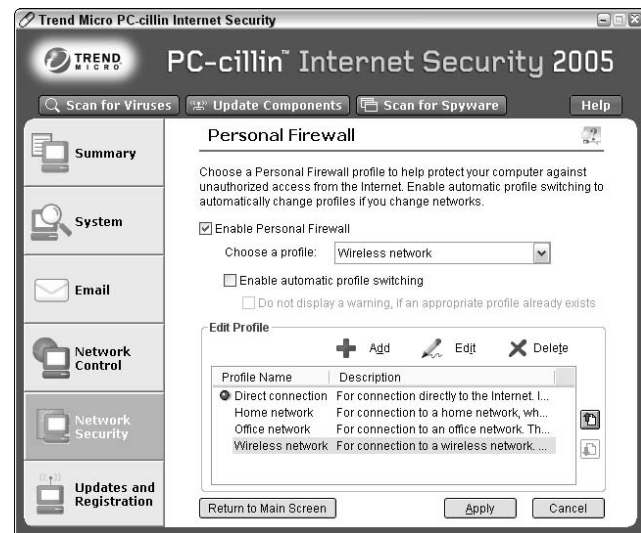 Trend Micro PC-cillin Internet Security
TREND MICRO
PC-cillin™ Internet Security 2005
Scan for Viruses
Update Components
Scan for Spyware
Help
Summary
System
Email
Network Control
Network Security
Updates and Registration
Personal Firewall
Choose a Personal Firewall profile to help protect your computer against
unauthorized access from the Internet. Enable automatic profile switching to
automatically change profiles if you change networks.
Enable Personal Firewall
Choose a profile: Wireless network
Enable automatic profile switching
Do not display a warning, if an appropriate profile already exists
Edit Profile
Add Edit Delete
Profile Name Description
Direct connection For connection directly to the Internet. I...
Home network For connection to a home network, wh...
Office network For connection to an office network. Th...
Wireless network For connection to a wireless network. ...
Return to Main Screen
Apply
Cancel